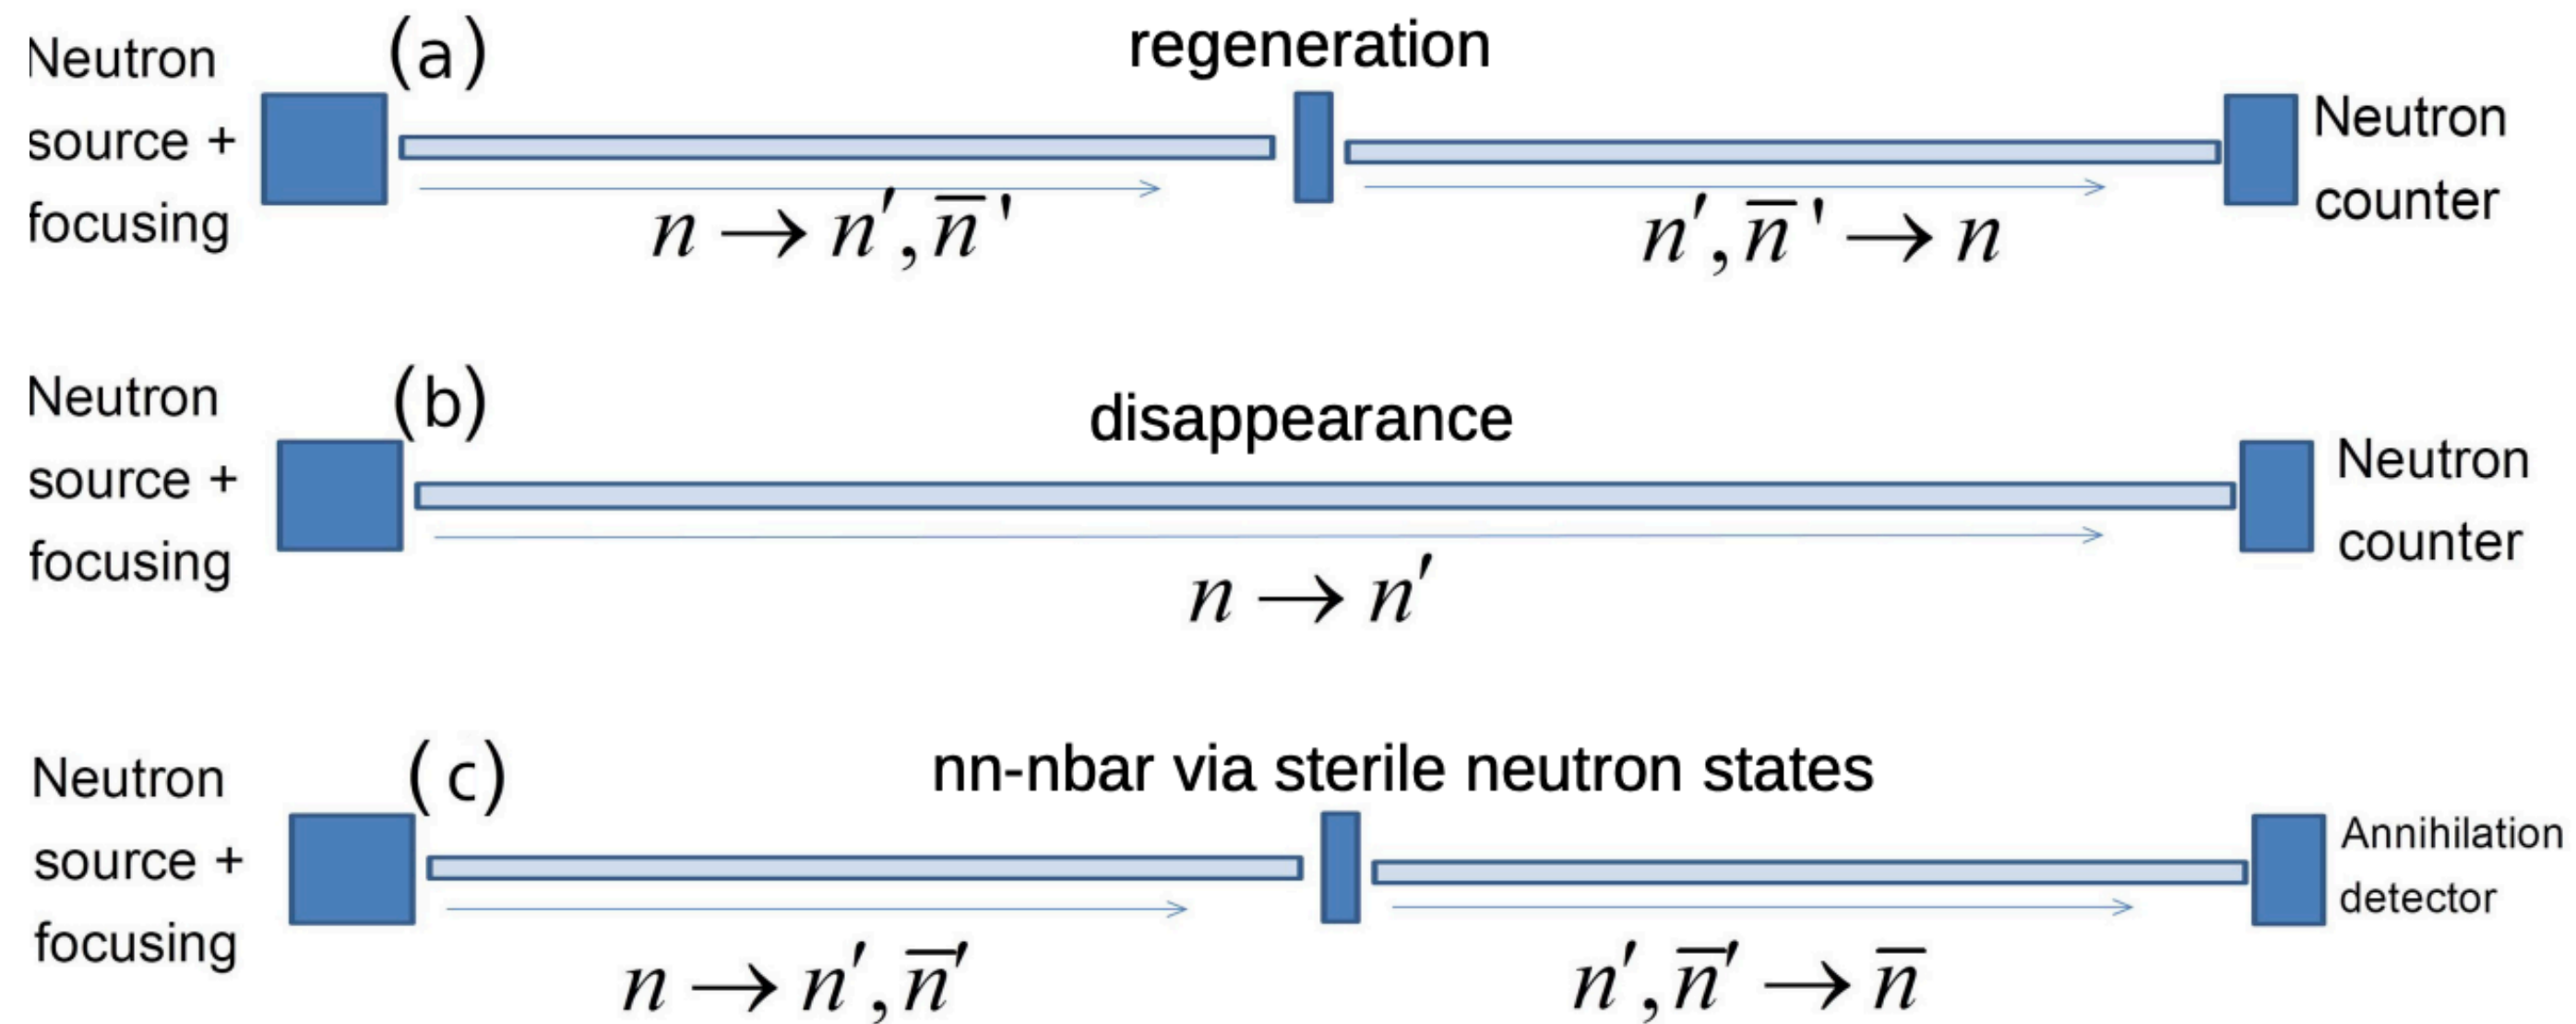 (a)
regeneration
Neutron
source +
focusing
n → n′, n̅ '
n′, n̅ ' → n
Neutron
counter
(b)
disappearance
Neutron
source +
focusing
n → n′
Neutron
counter
(c)
nn-nbar via sterile neutron states
Neutron
source +
focusing
n → n′, n̅′
n′, n̅′ → n̅
Annihilation
detector